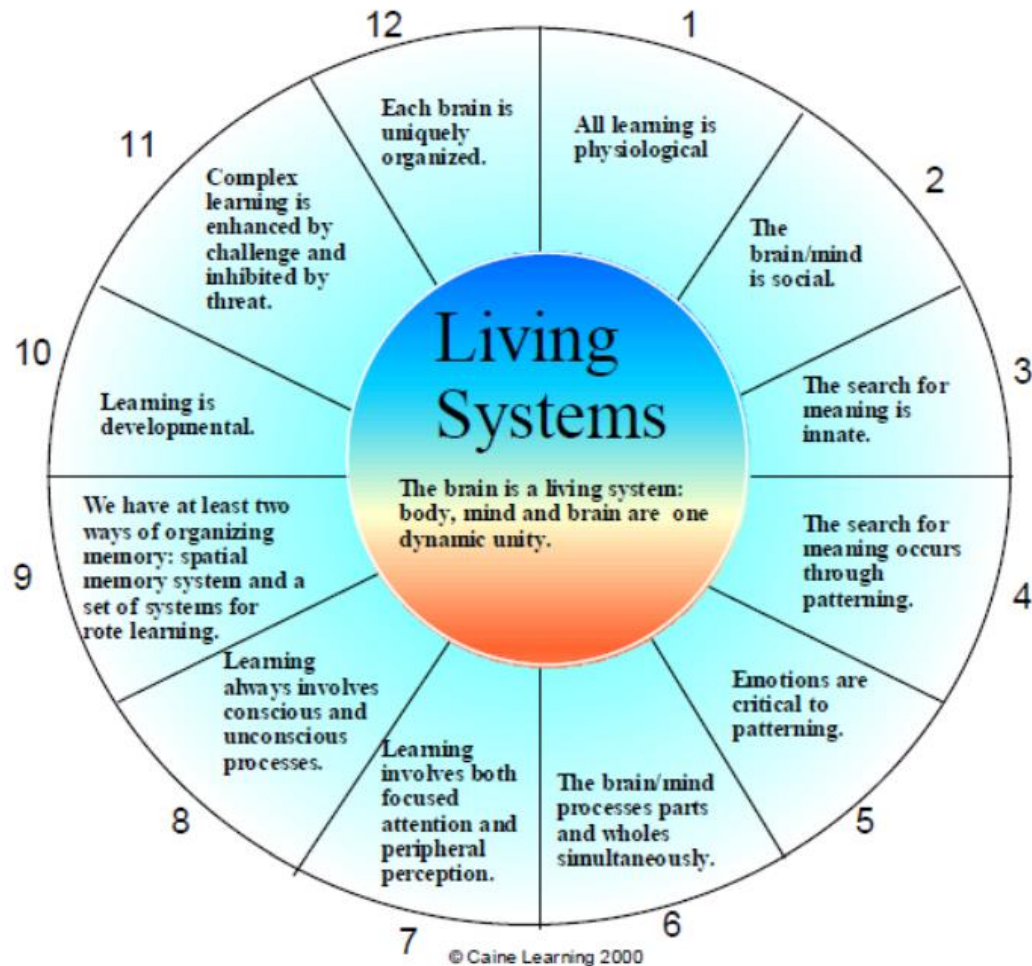 12
1
Each brain is
uniquely
organized.
All learning is
physiological
11
Complex
learning is
enhanced by
challenge and
inhibited by
threat.
2
The
brain/mind
is social.
10
Learning is
developmental.
3
The search for
meaning is
innate.
Living
Systems
The brain is a living system:
body, mind and brain are one
dynamic unity.
9
We have at least two
ways of organizing
memory: spatial
memory system and a
set of systems for
rote learning.
The search for
meaning occurs
through
patterning.
4
Learning
always involves
conscious and
unconscious
processes.
8
Emotions are
critical to
patterning.
5
Learning
involves both
focused
attention and
peripheral
perception.
7
The brain/mind
processes parts
and wholes
simultaneously.
6
© Caine Learning 2000